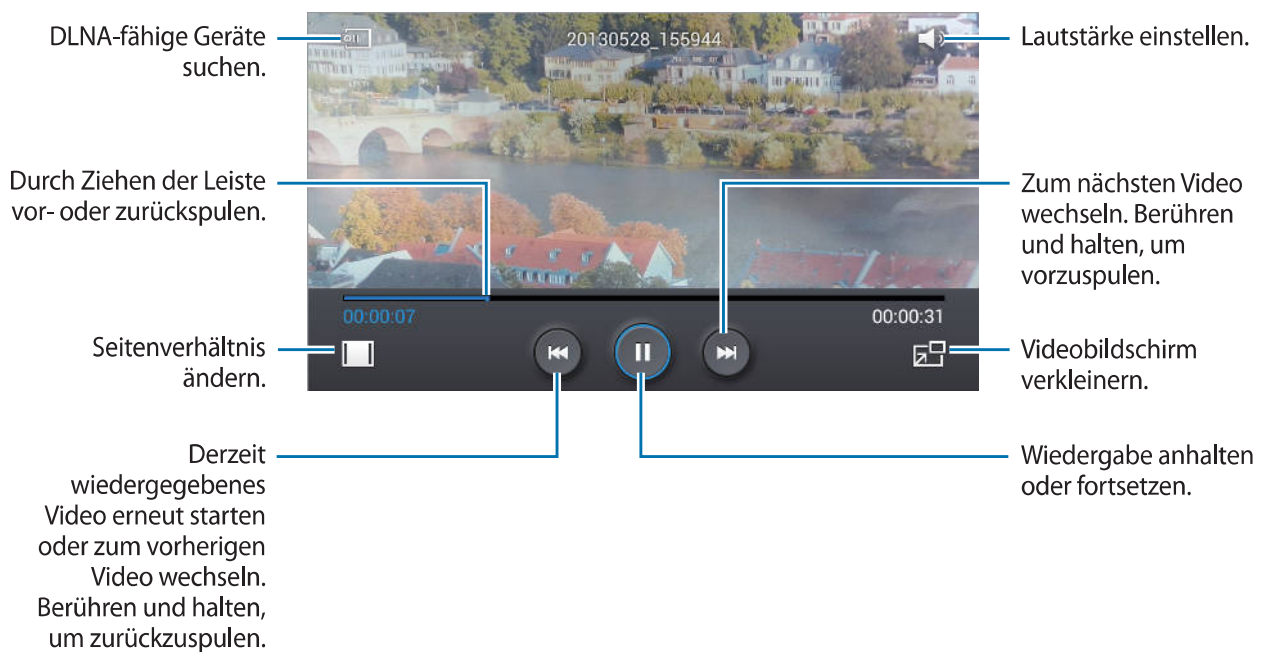 DLNA-fähige Geräte
suchen.
20130528_155944
Lautstärke einstellen.
Durch Ziehen der Leiste
vor- oder zurückspulen.
Zum nächsten Video
wechseln. Berühren
und halten, um
vorzuspulen.
00:00:07
00:00:31
Seitenverhältnis
ändern.
Videobildschirm
verkleinern.
Derzeit
wiedergegebenes
Video erneut starten
oder zum vorherigen
Video wechseln.
Berühren und halten,
um zurückzuspulen.
Wiedergabe anhalten
oder fortsetzen.